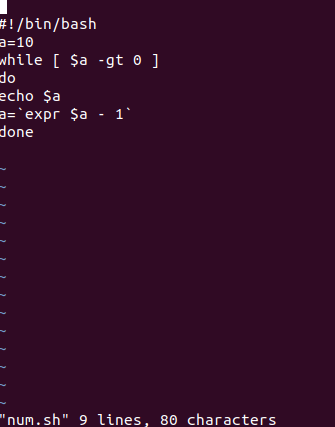 #!/bin/bash
a=10
while [ $a -gt 0 ]
do
echo $a
a=`expr $a - 1`
done
~
~
~
~
~
~
~
~
~
~
~
~
~
~
"num.sh" 9 lines, 80 characters